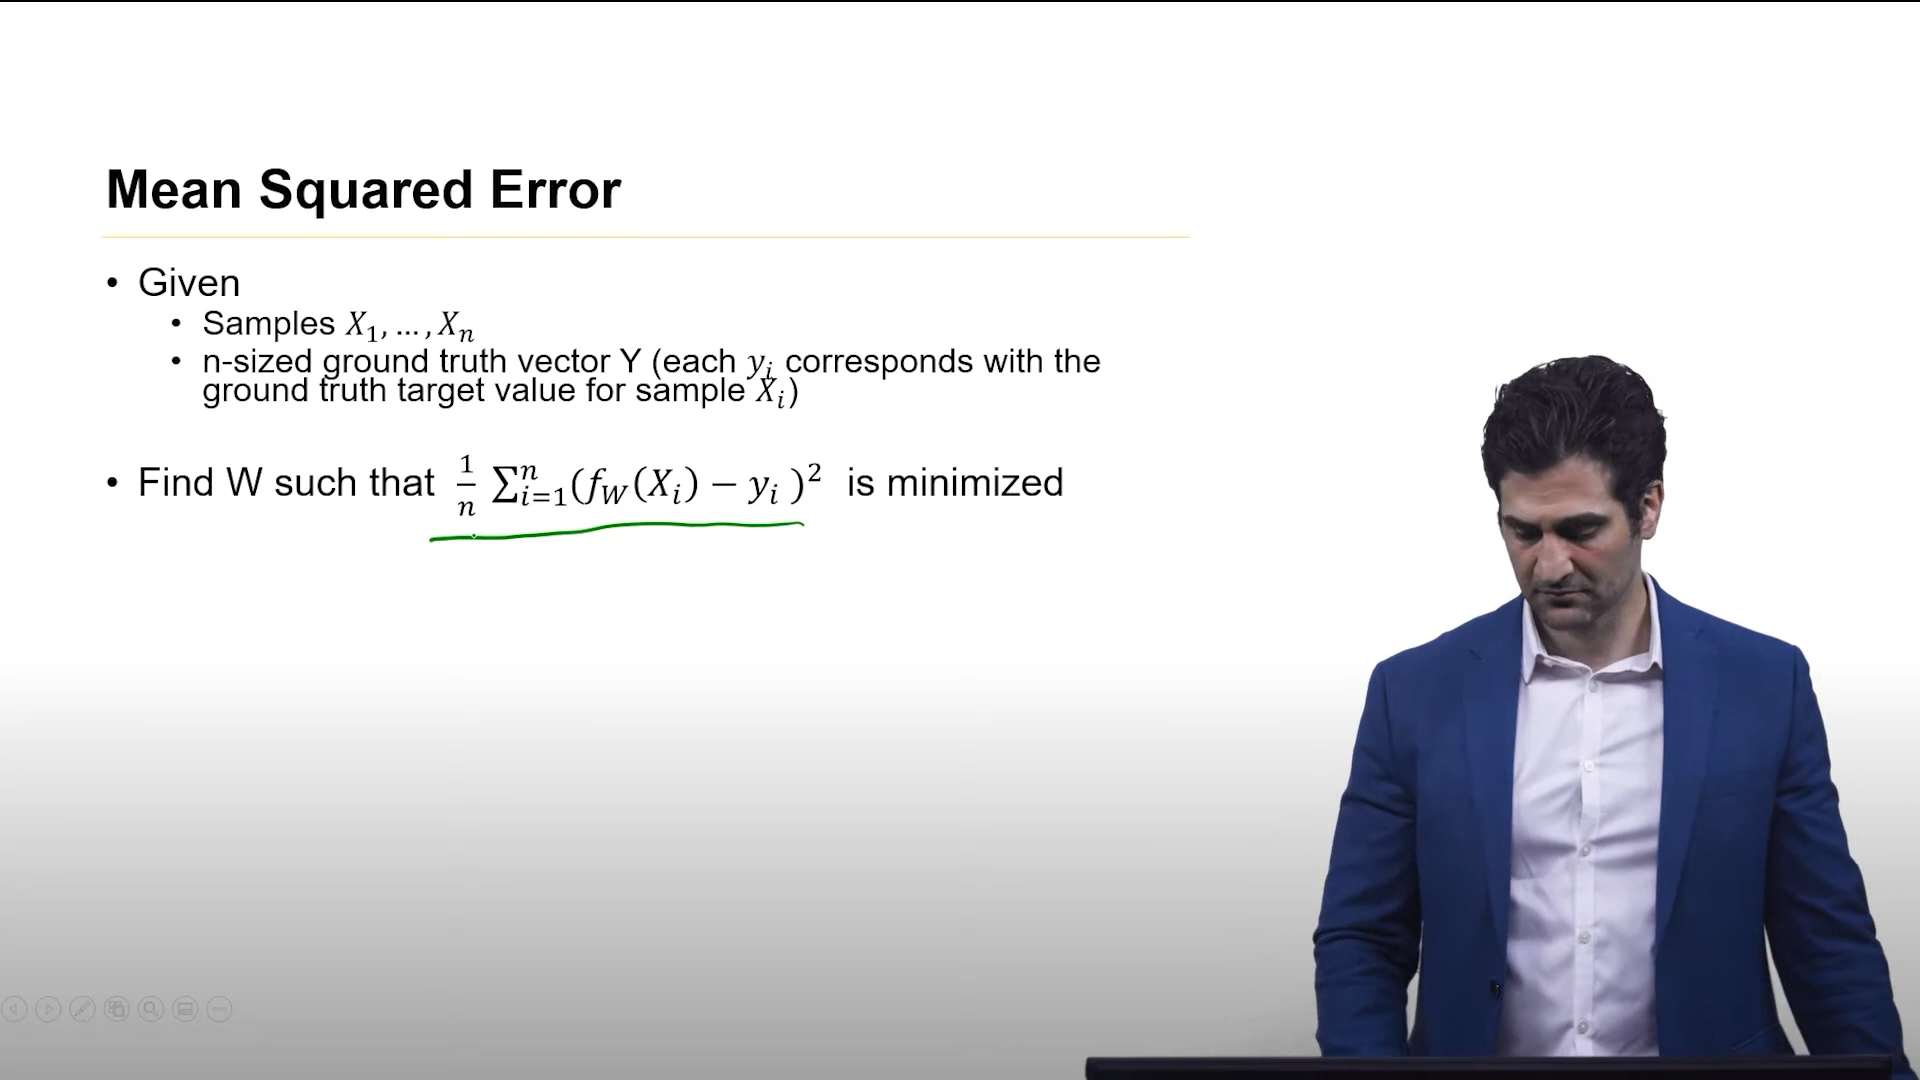 Mean Squared Error
• Given
• Samples X₁, … , Xₙ
• n-sized ground truth vector Y (each yᵢ corresponds with the
ground truth target value for sample Xᵢ)
• Find W such that 1/n ∑ⁿᵢ₌₁(f_W(Xᵢ) − yᵢ )² is minimized